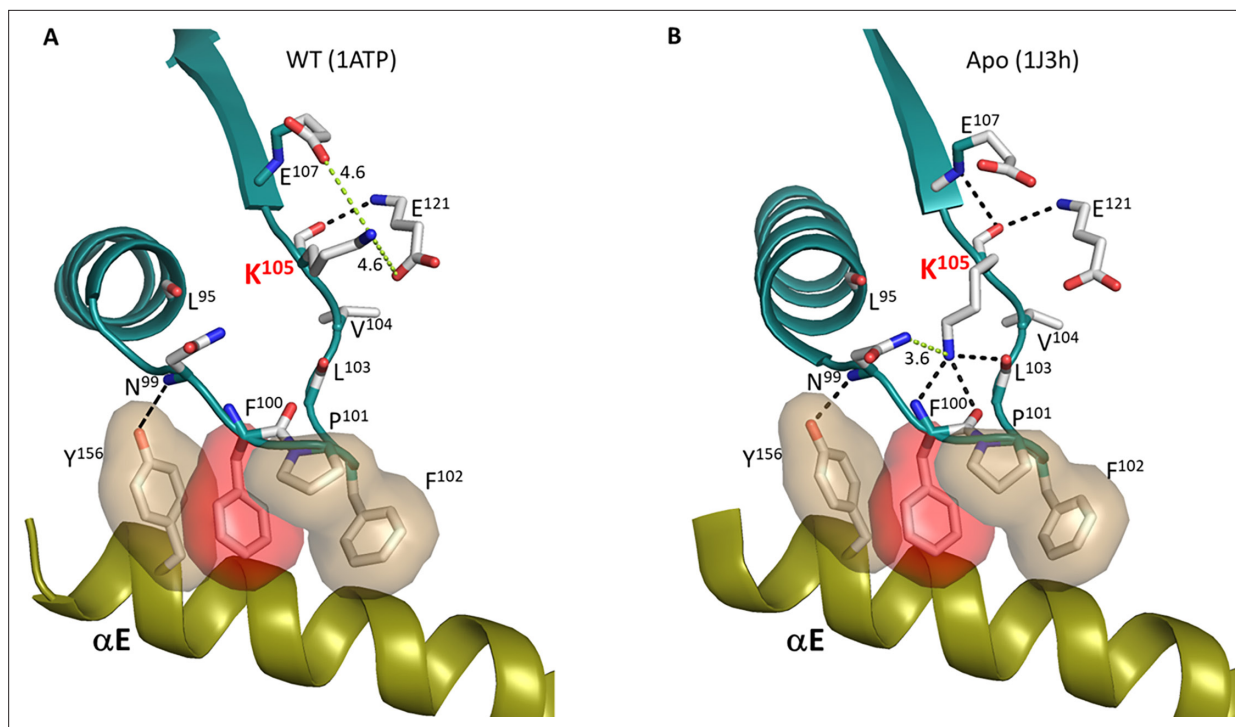 A
WT (1ATP)
E¹⁰⁷
4.6
E¹²¹
K¹⁰⁵
4.6
L⁹⁵
V¹⁰⁴
N⁹⁹
L¹⁰³
F¹⁰⁰
P¹⁰¹
Y¹⁵⁶
F¹⁰²
αE
B
Apo (1J3h)
E¹⁰⁷
E¹²¹
K¹⁰⁵
L⁹⁵
V¹⁰⁴
3.6
N⁹⁹
L¹⁰³
F¹⁰⁰
P¹⁰¹
Y¹⁵⁶
F¹⁰²
αE